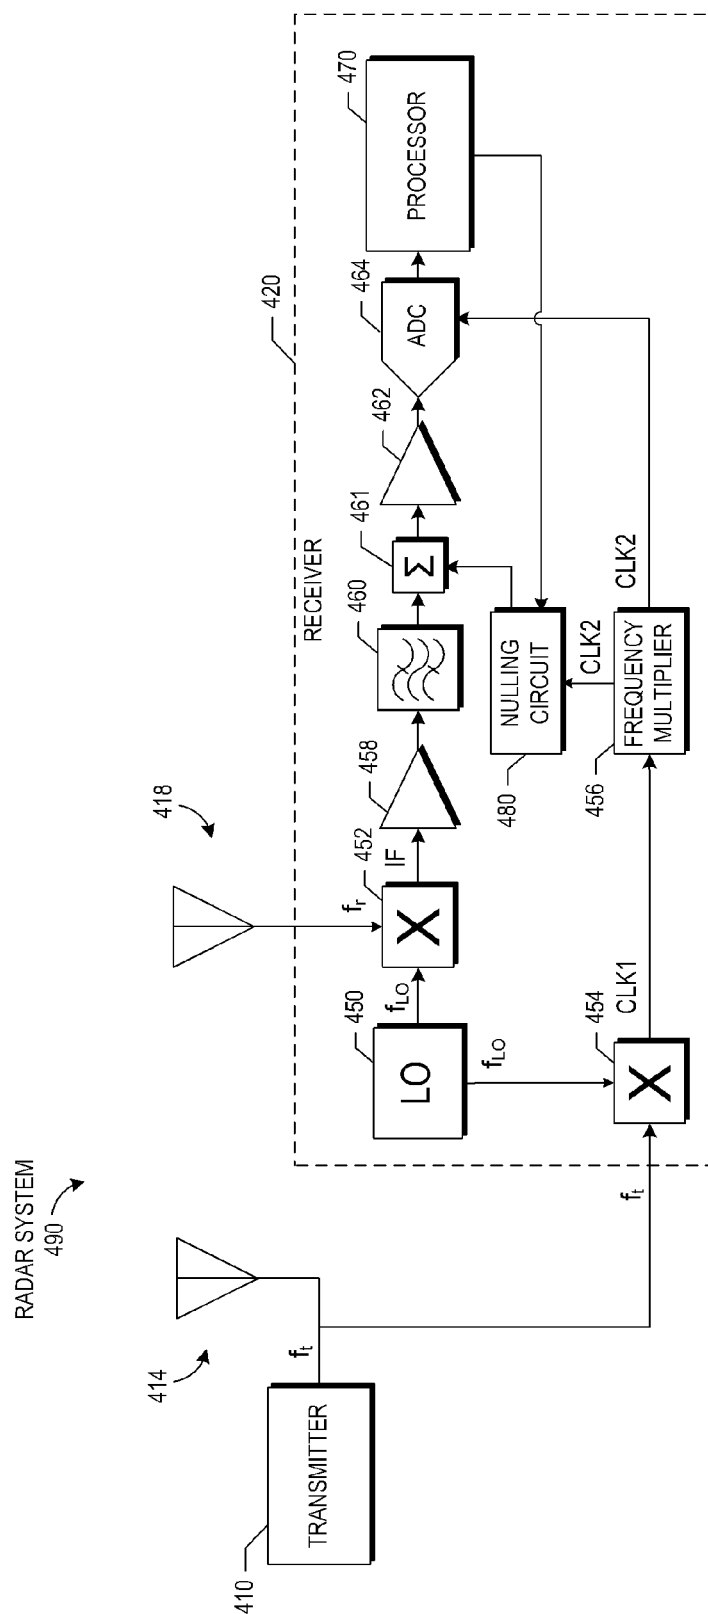 RADAR SYSTEM
490
414
418
420
410
TRANSMITTER
f_t
f_t
RECEIVER
450
LO
f_LO
f_LO
f_r
452
X
IF
458
460
461
Σ
462
464
ADC
470
PROCESSOR
454
X
CLK1
456
FREQUENCY
MULTIPLIER
CLK2
CLK2
480
NULLING
CIRCUIT